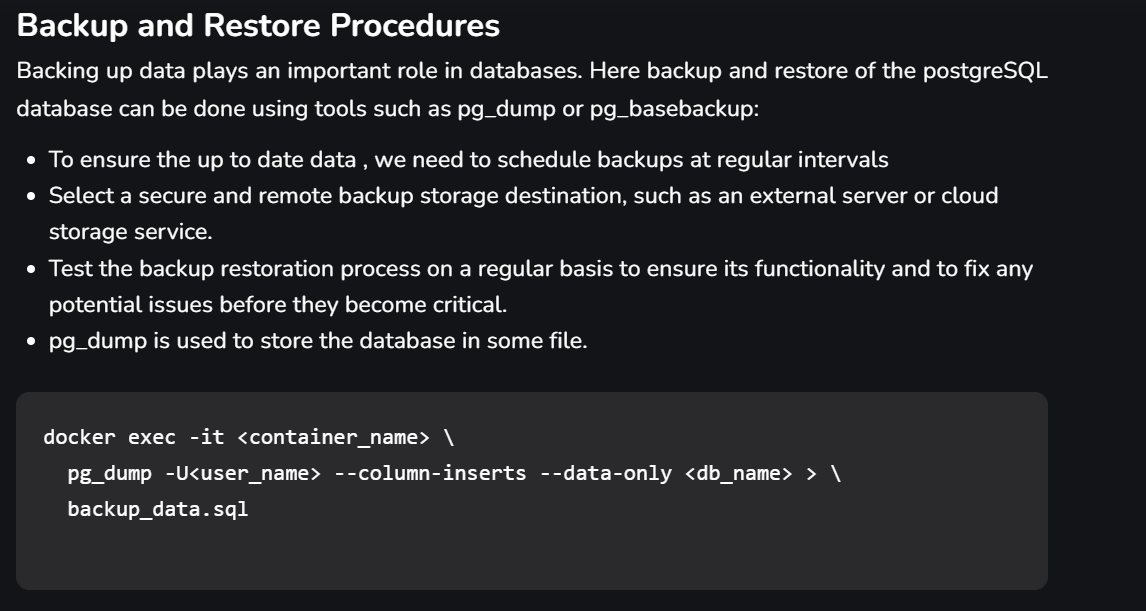 Backup and Restore Procedures
Backing up data plays an important role in databases. Here backup and restore of the postgreSQL
database can be done using tools such as pg_dump or pg_basebackup:
• To ensure the up to date data , we need to schedule backups at regular intervals
• Select a secure and remote backup storage destination, such as an external server or cloud
storage service.
• Test the backup restoration process on a regular basis to ensure its functionality and to fix any
potential issues before they become critical.
• pg_dump is used to store the database in some file.
docker exec -it <container_name> \
  pg_dump -U<user_name> --column-inserts --data-only <db_name> > \
  backup_data.sql